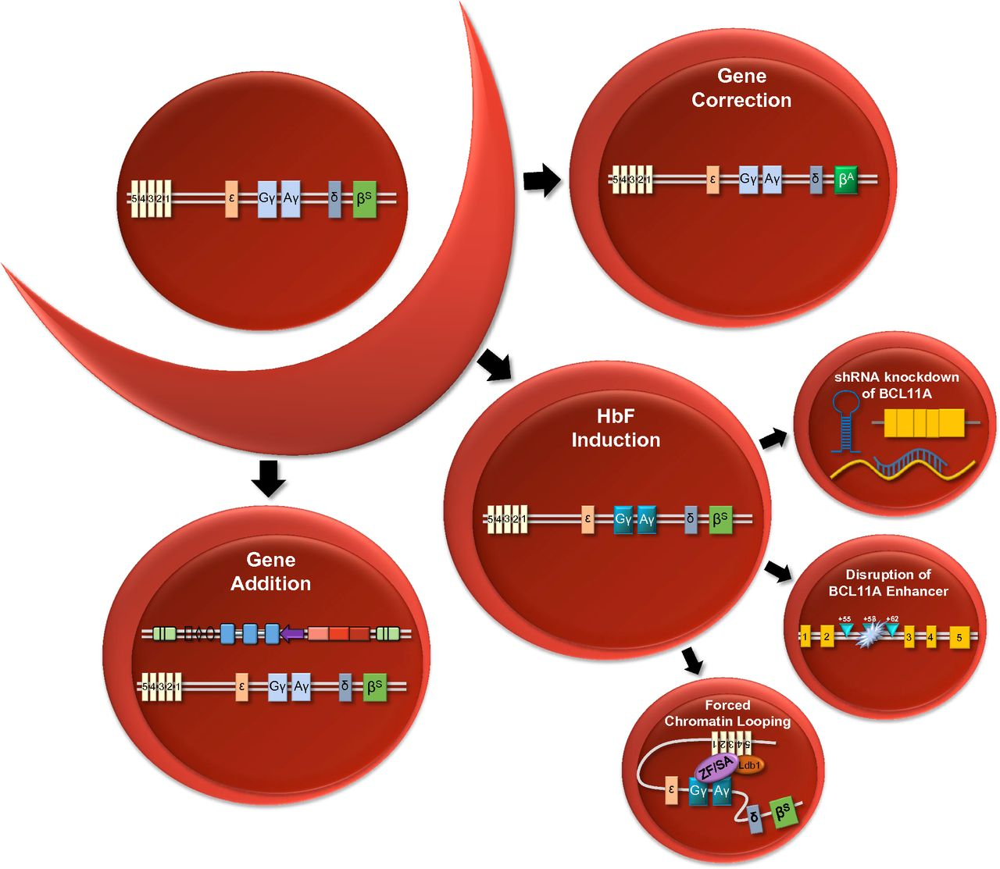 5 4 3 2 1 ε Gγ Aγ δ βS
Gene
Correction
5 4 3 2 1 ε Gγ Aγ δ βA
HbF
Induction
5 4 3 2 1 ε Gγ Aγ δ βS
shRNA knockdown
of BCL11A
Disruption of
BCL11A Enhancer
+55 +58 +62
1 2 3 4 5
Gene
Addition
5 4 3 2 1 ε Gγ Aγ δ βS
Forced
Chromatin Looping
1 2 3 4 5
ZF/SA Ldb1
ε Gγ Aγ
δ βS